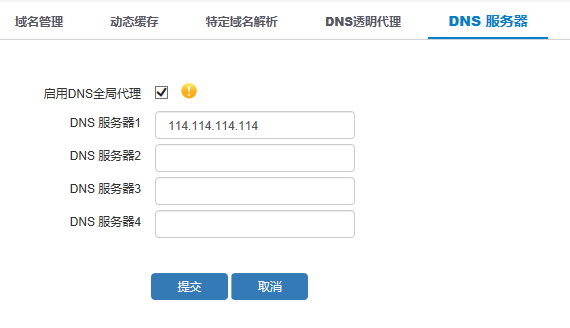 域名管理 动态缓存 特定域名解析 DNS透明代理 DNS 服务器
启用DNS全局代理
DNS 服务器1 114.114.114.114
DNS 服务器2
DNS 服务器3
DNS 服务器4
提交 取消